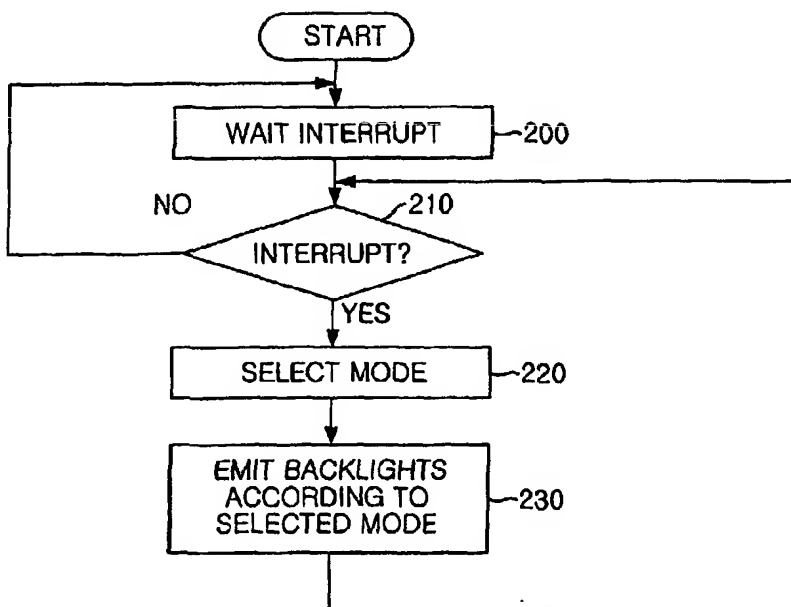 START
WAIT INTERRUPT
200
NO
210
INTERRUPT?
YES
SELECT MODE
220
EMIT BACKLIGHTS
ACCORDING TO
SELECTED MODE
230